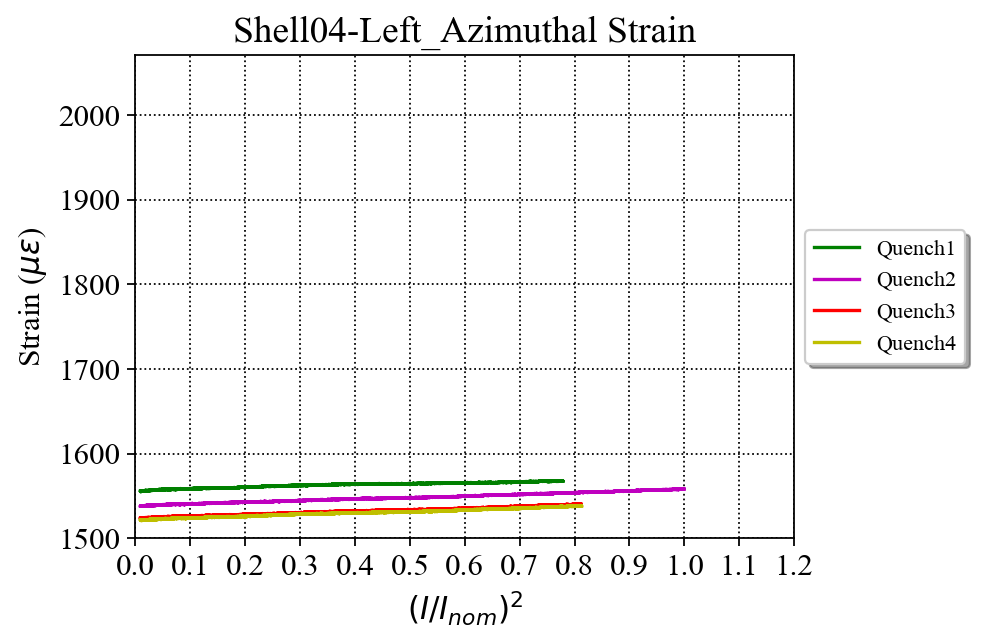 Shell04-Left_Azimuthal Strain
Strain (με)
2000
1900
1800
1700
1600
1500
0.0 0.1 0.2 0.3 0.4 0.5 0.6 0.7 0.8 0.9 1.0 1.1 1.2
(I/I_{nom})^2
Quench1
Quench2
Quench3
Quench4